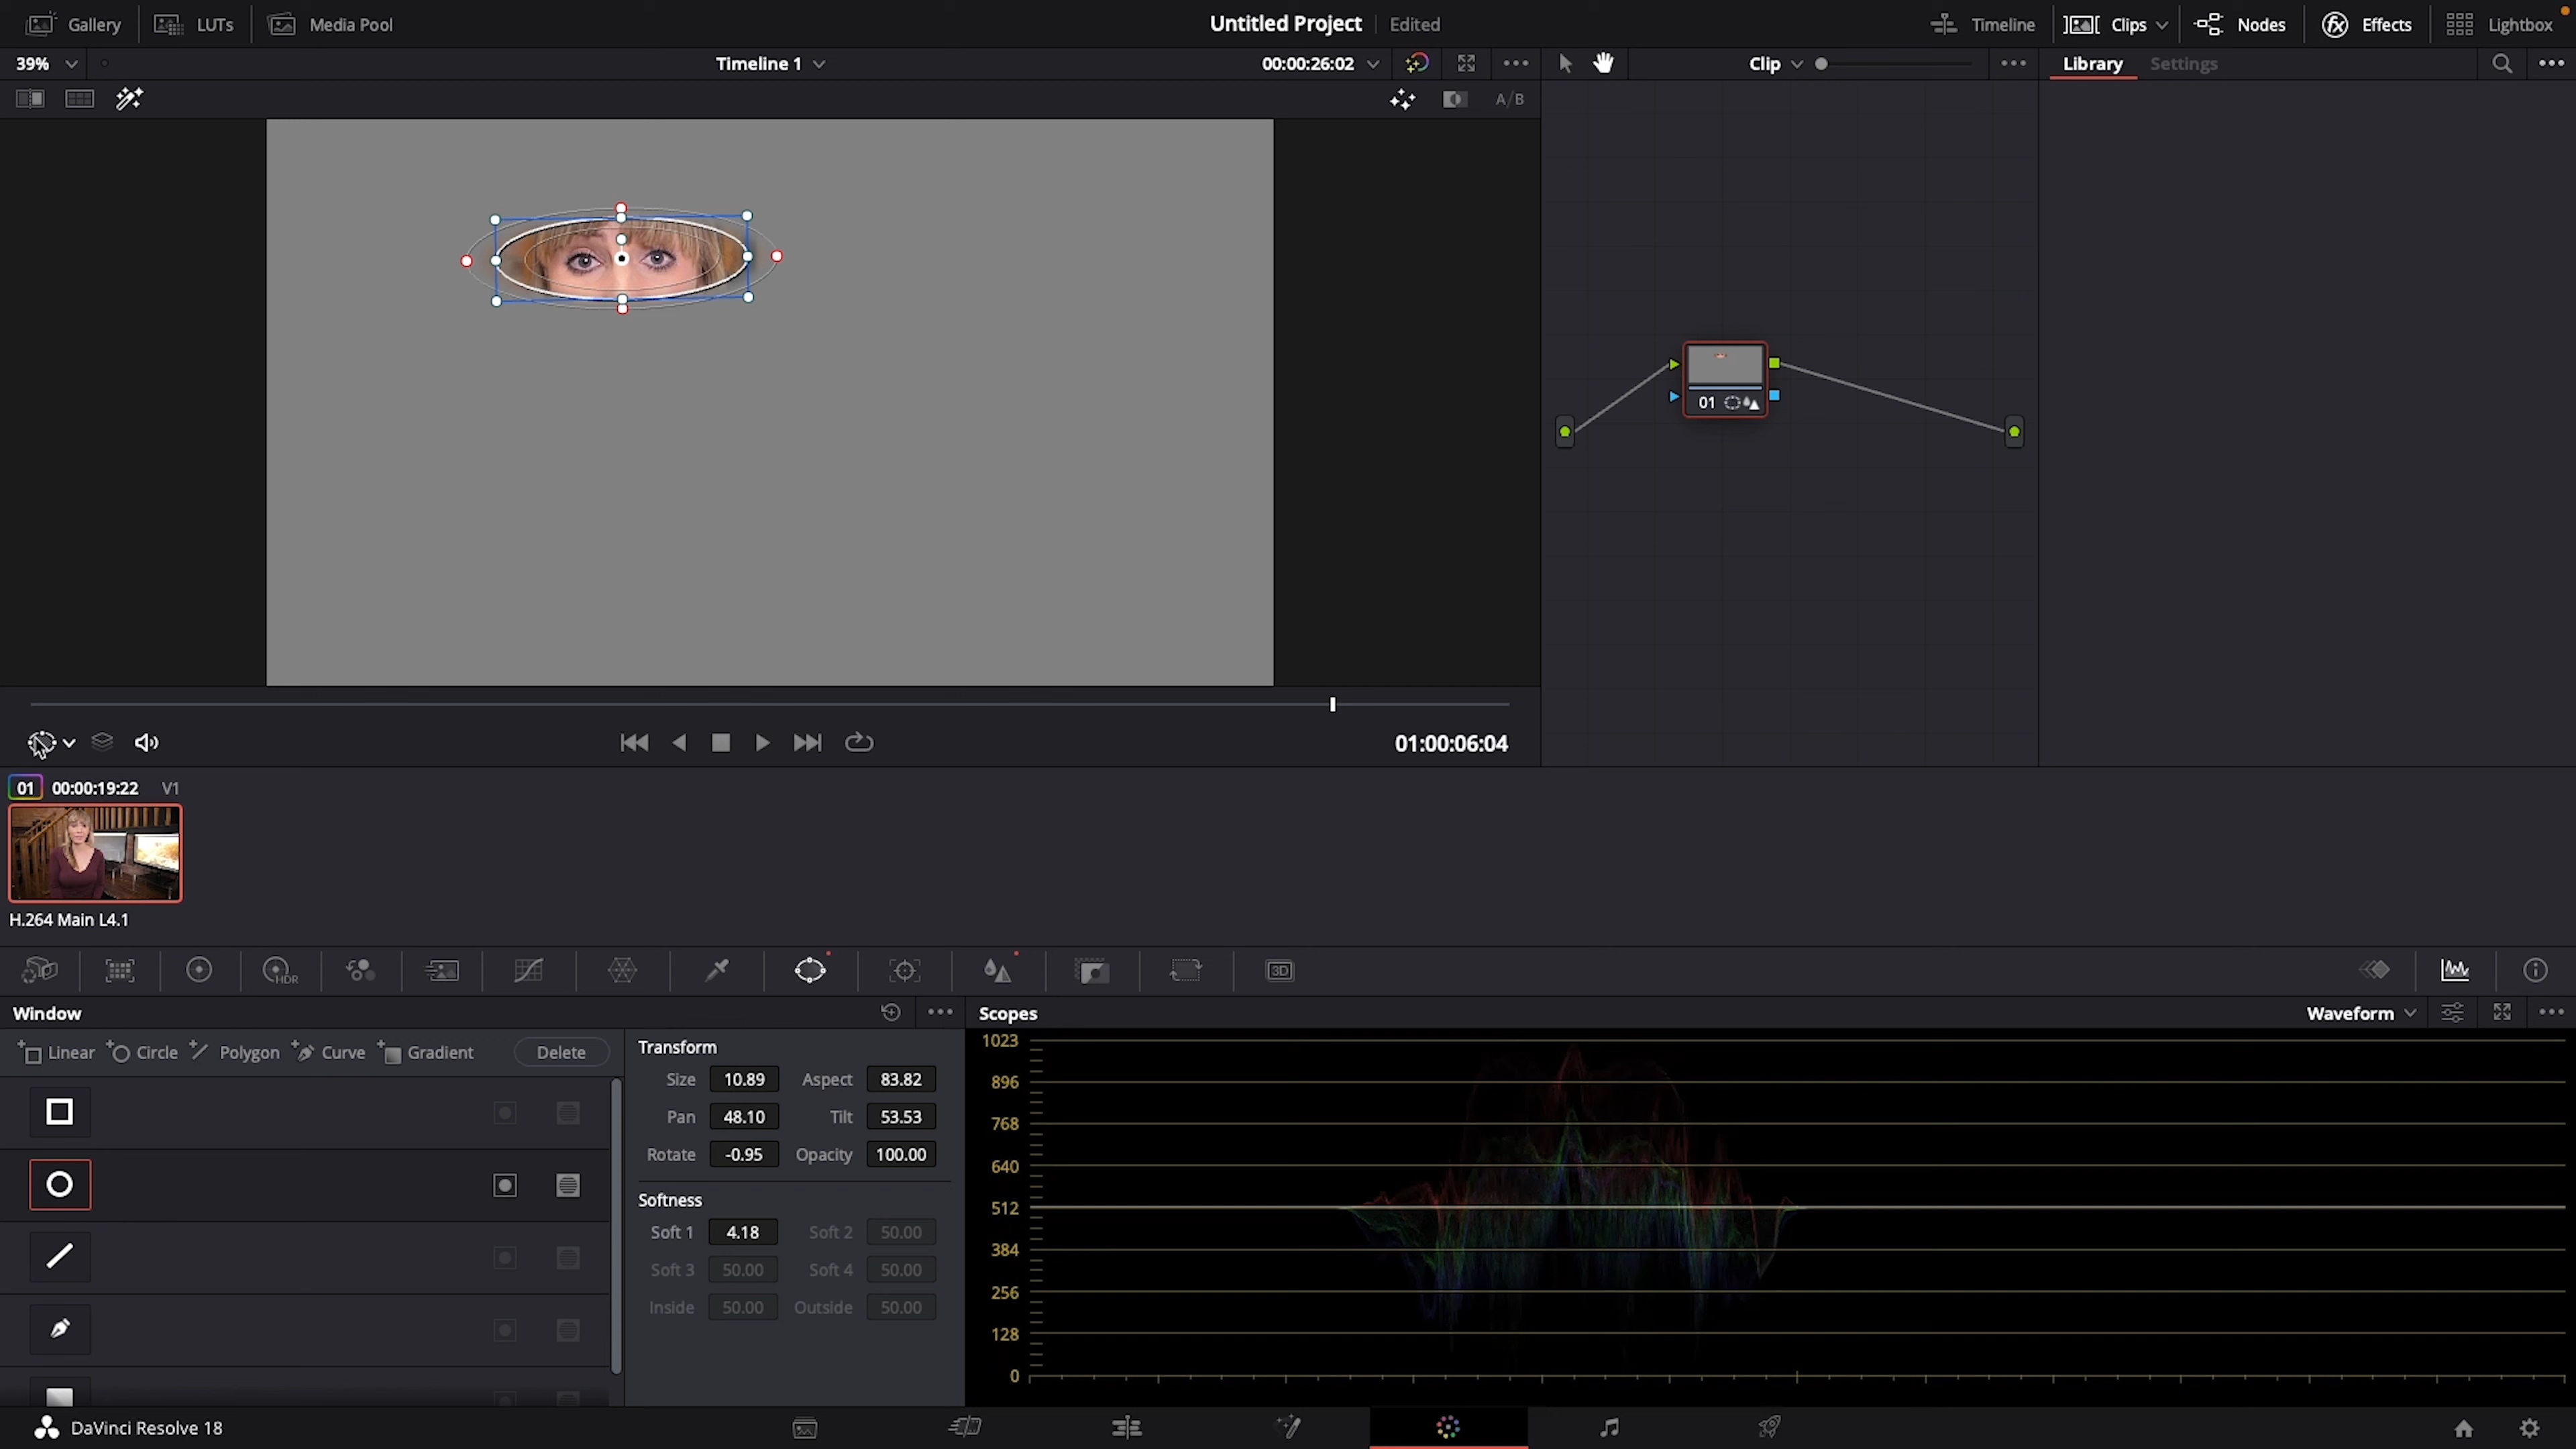 Gallery LUTs Media Pool Untitled Project Edited Timeline Clips Nodes fx Effects Lightbox
39% Timeline 1 00:00:26:02 Clip Library Settings
A/B
01
01:00:06:04
01 00:00:19:22 V1
H.264 Main L4.1
HDR 3D
Window Scopes Waveform
Linear Circle Polygon Curve Gradient Delete
Transform
Size 10.89 Aspect 83.82
Pan 48.10 Tilt 53.53
Rotate -0.95 Opacity 100.00
Softness
Soft 1 4.18 Soft 2 50.00
Soft 3 50.00 Soft 4 50.00
Inside 50.00 Outside 50.00
1023
896
768
640
512
384
256
128
0
DaVinci Resolve 18